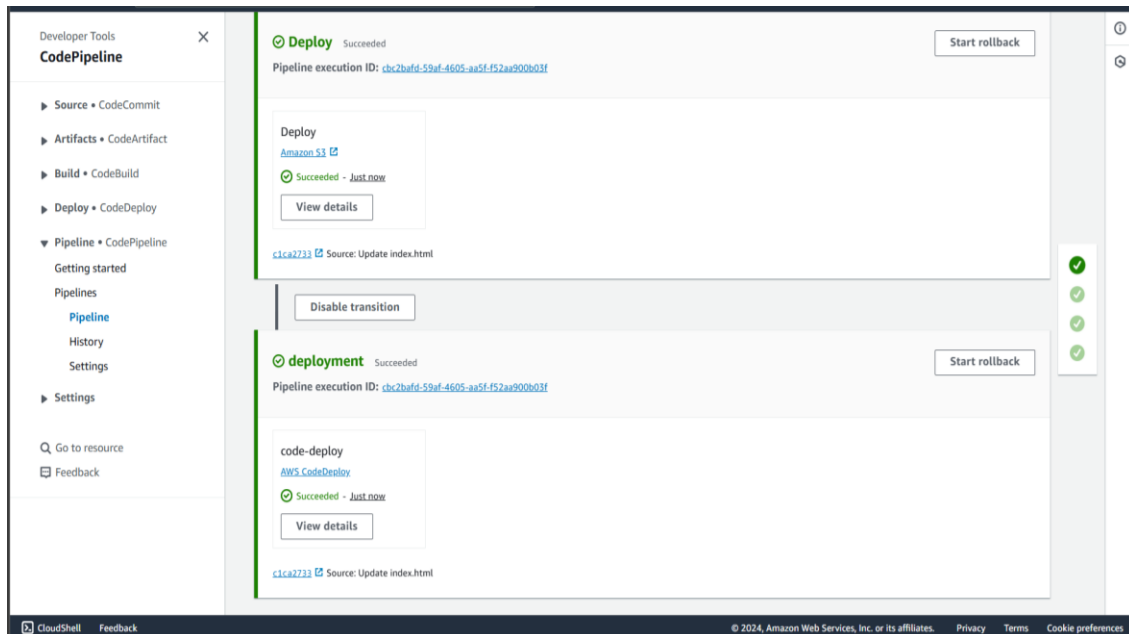 Developer Tools
CodePipeline
Source • CodeCommit
Artifacts • CodeArtifact
Build • CodeBuild
Deploy • CodeDeploy
Pipeline • CodePipeline
Getting started
Pipelines
Pipeline
History
Settings
Settings
Go to resource
Feedback
Deploy Succeeded
Start rollback
Pipeline execution ID: cbc2bafd-59af-4605-aa5f-f52aa900b03f
Deploy
Amazon S3
Succeeded - Just now
View details
c1ca2733 Source: Update index.html
Disable transition
deployment Succeeded
Start rollback
Pipeline execution ID: cbc2bafd-59af-4605-aa5f-f52aa900b03f
code-deploy
AWS CodeDeploy
Succeeded - Just now
View details
c1ca2733 Source: Update index.html
CloudShell Feedback © 2024, Amazon Web Services, Inc. or its affiliates. Privacy Terms Cookie preferences